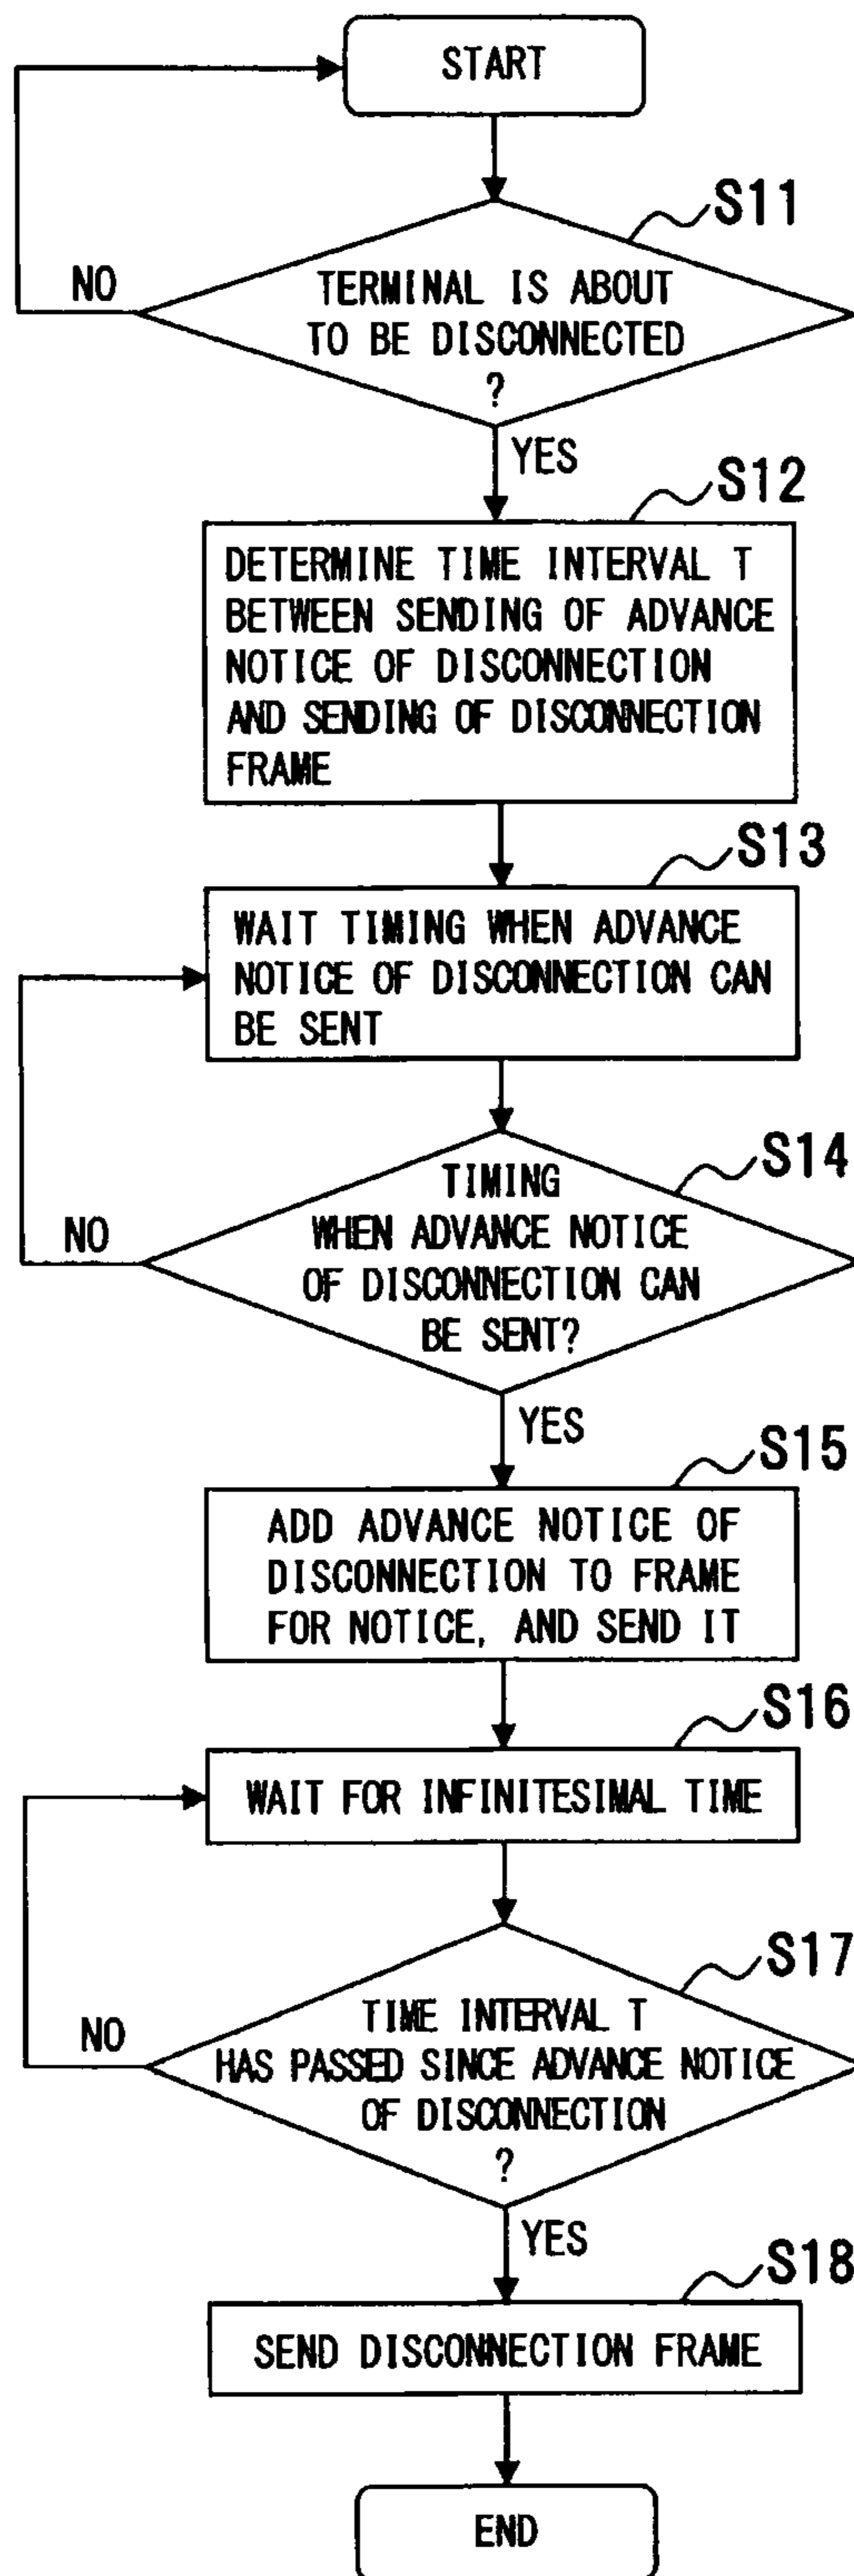 START
S11
NO
TERMINAL IS ABOUT
TO BE DISCONNECTED
?
YES
S12
DETERMINE TIME INTERVAL T
BETWEEN SENDING OF ADVANCE
NOTICE OF DISCONNECTION
AND SENDING OF DISCONNECTION
FRAME
S13
WAIT TIMING WHEN ADVANCE
NOTICE OF DISCONNECTION CAN
BE SENT
S14
NO
TIMING
WHEN ADVANCE NOTICE
OF DISCONNECTION CAN
BE SENT?
YES
S15
ADD ADVANCE NOTICE OF
DISCONNECTION TO FRAME
FOR NOTICE, AND SEND IT
S16
WAIT FOR INFINITESIMAL TIME
S17
NO
TIME INTERVAL T
HAS PASSED SINCE ADVANCE NOTICE
OF DISCONNECTION
?
YES
S18
SEND DISCONNECTION FRAME
END